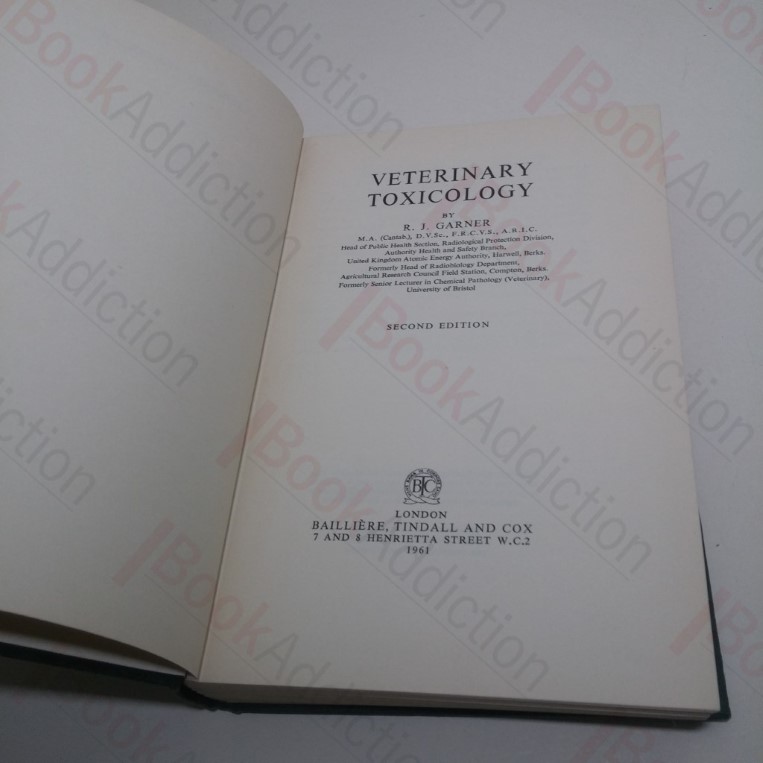 VETERINARY
TOXICOLOGY
BY
R. J. GARNER
M.A. (Cantab.), D.V.Sc., F.R.C.V.S., A.R.I.C.
Head of Public Health Section, Radiological Protection Division,
Authority Health and Safety Branch,
United Kingdom Atomic Energy Authority, Harwell, Berks.
Formerly Head of Radiobiology Department,
Agricultural Research Council Field Station, Compton, Berks.
Formerly Senior Lecturer in Chemical Pathology (Veterinary),
University of Bristol
SECOND EDITION
BTC
LONDON
BAILLIÈRE, TINDALL AND COX
7 AND 8 HENRIETTA STREET W.C.2
1961
BookAddiction